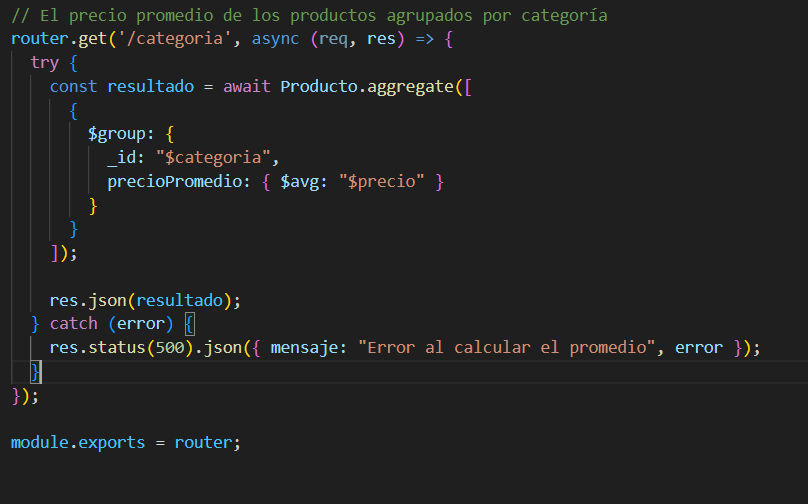 // El precio promedio de los productos agrupados por categoría
router.get('/categoria', async (req, res) => {
  try {
    const resultado = await Producto.aggregate([
      {
        $group: {
          _id: "$categoria",
          precioPromedio: { $avg: "$precio" }
        }
      }
    ]);

    res.json(resultado);
  } catch (error) {
    res.status(500).json({ mensaje: "Error al calcular el promedio", error });
  }
});

module.exports = router;